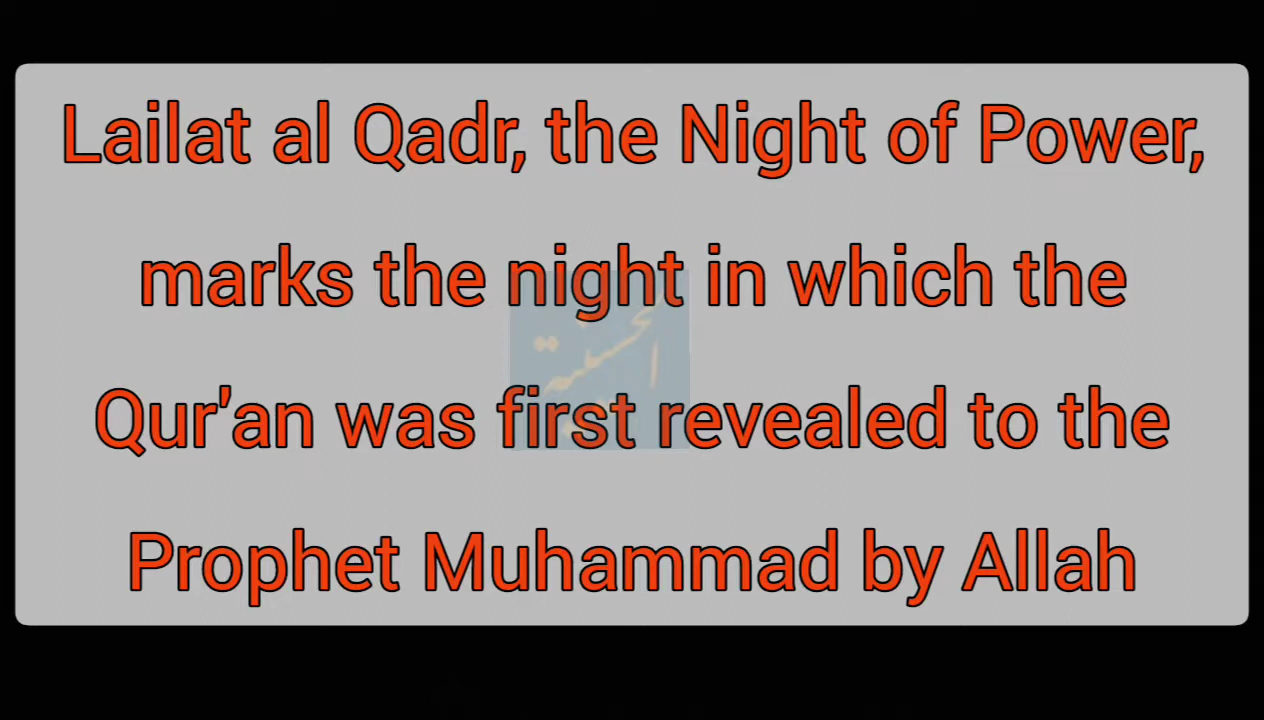 Lailat al Qadr, the Night of Power,
marks the night in which the
Qur'an was first revealed to the
Prophet Muhammad by Allah